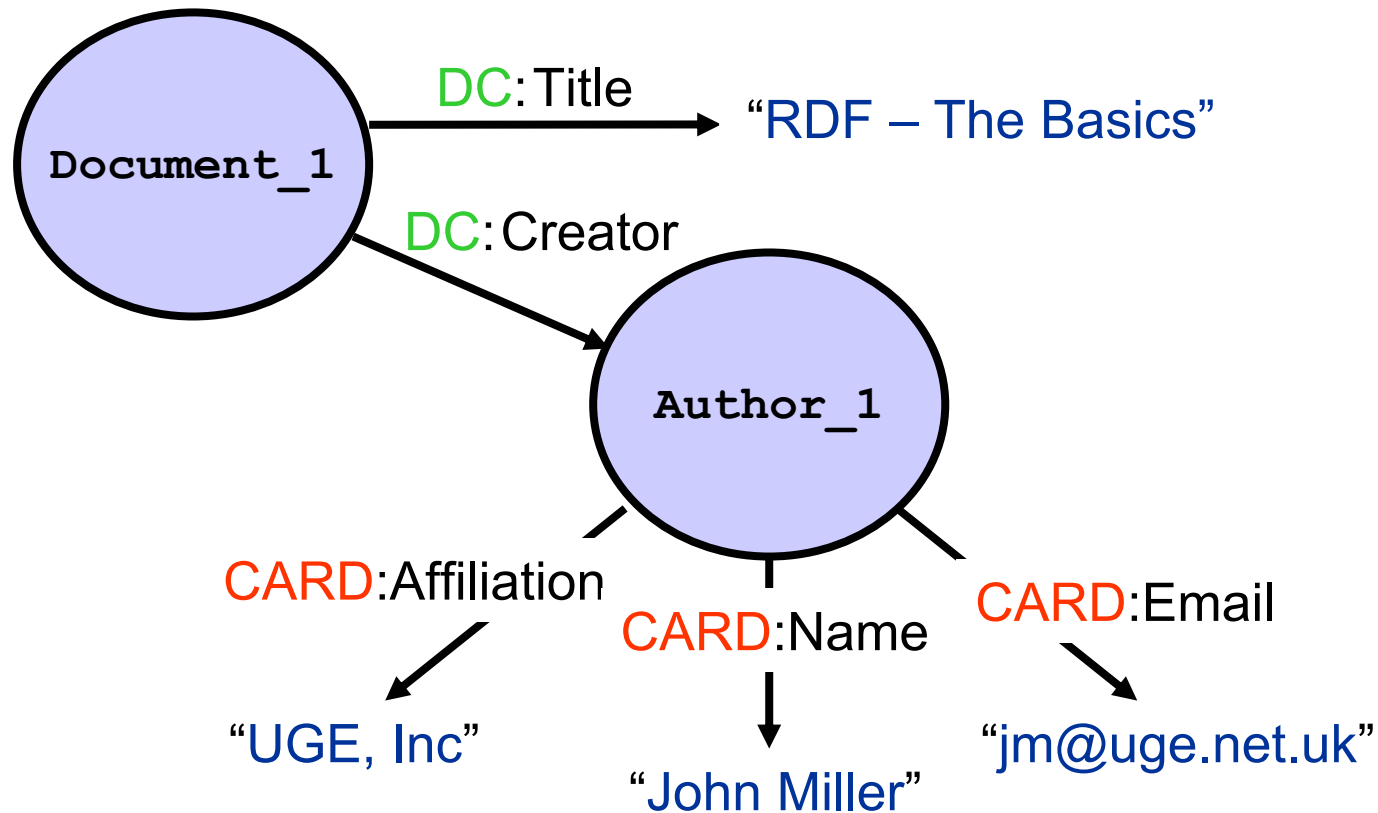 DC:Title
“RDF – The Basics”
Document_1
DC:Creator
Author_1
CARD:Affiliation
CARD:Name
CARD:Email
“UGE, Inc”
“John Miller”
“jm@uge.net.uk”